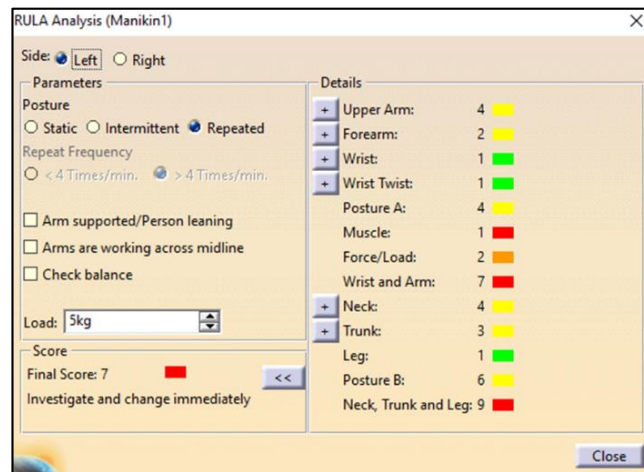 RULA Analysis (Manikin1)
Side: Left Right
Parameters
Posture
Static Intermittent Repeated
Repeat Frequency
< 4 Times/min. > 4 Times/min.
Arm supported/Person leaning
Arms are working across midline
Check balance
Load: 5kg
Score
Final Score: 7
<<
Investigate and change immediately
Details
+ Upper Arm: 4
+ Forearm: 2
+ Wrist: 1
+ Wrist Twist: 1
Posture A: 4
Muscle: 1
Force/Load: 2
Wrist and Arm: 7
+ Neck: 4
+ Trunk: 3
Leg: 1
Posture B: 6
Neck, Trunk and Leg: 9
Close